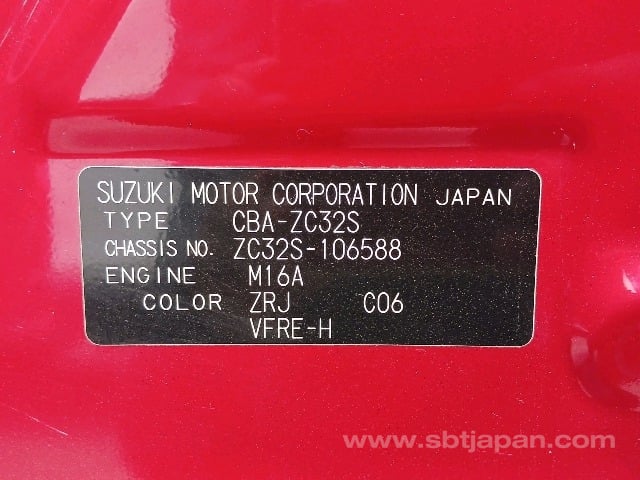 SUZUKI MOTOR CORPORATION JAPAN
TYPE CBA-ZC32S
CHASSIS NO. ZC32S-106588
ENGINE M16A
COLOR ZRJ C06
VFRE-H
www.sbtjapan.com